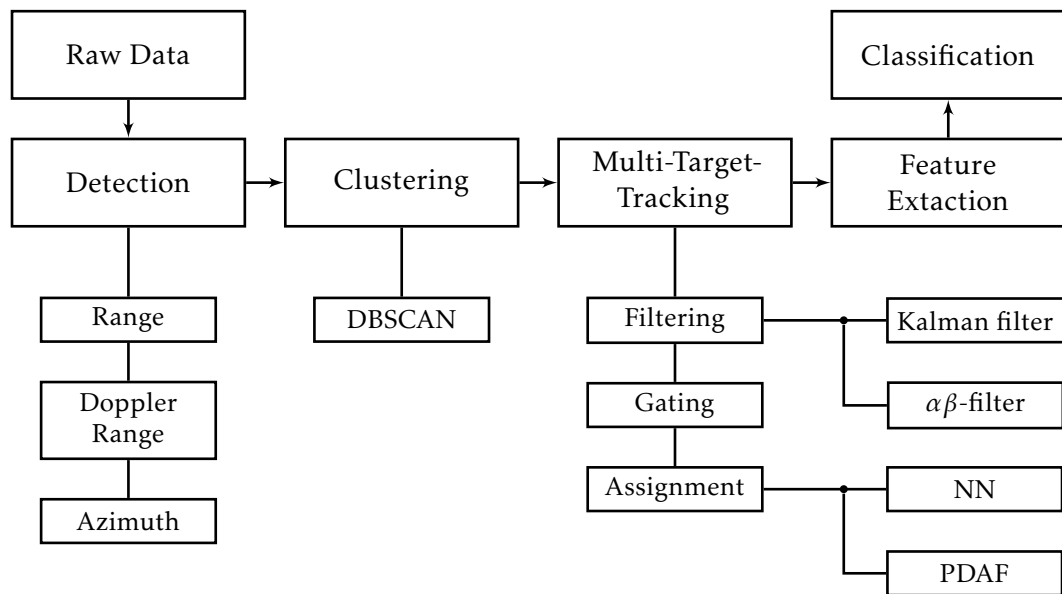 Raw Data
Classification
Detection
Clustering
Multi-Target-
Tracking
Feature
Extaction
Range
DBSCAN
Filtering
Kalman filter
Doppler
Range
Gating
αβ-filter
Azimuth
Assignment
NN
PDAF